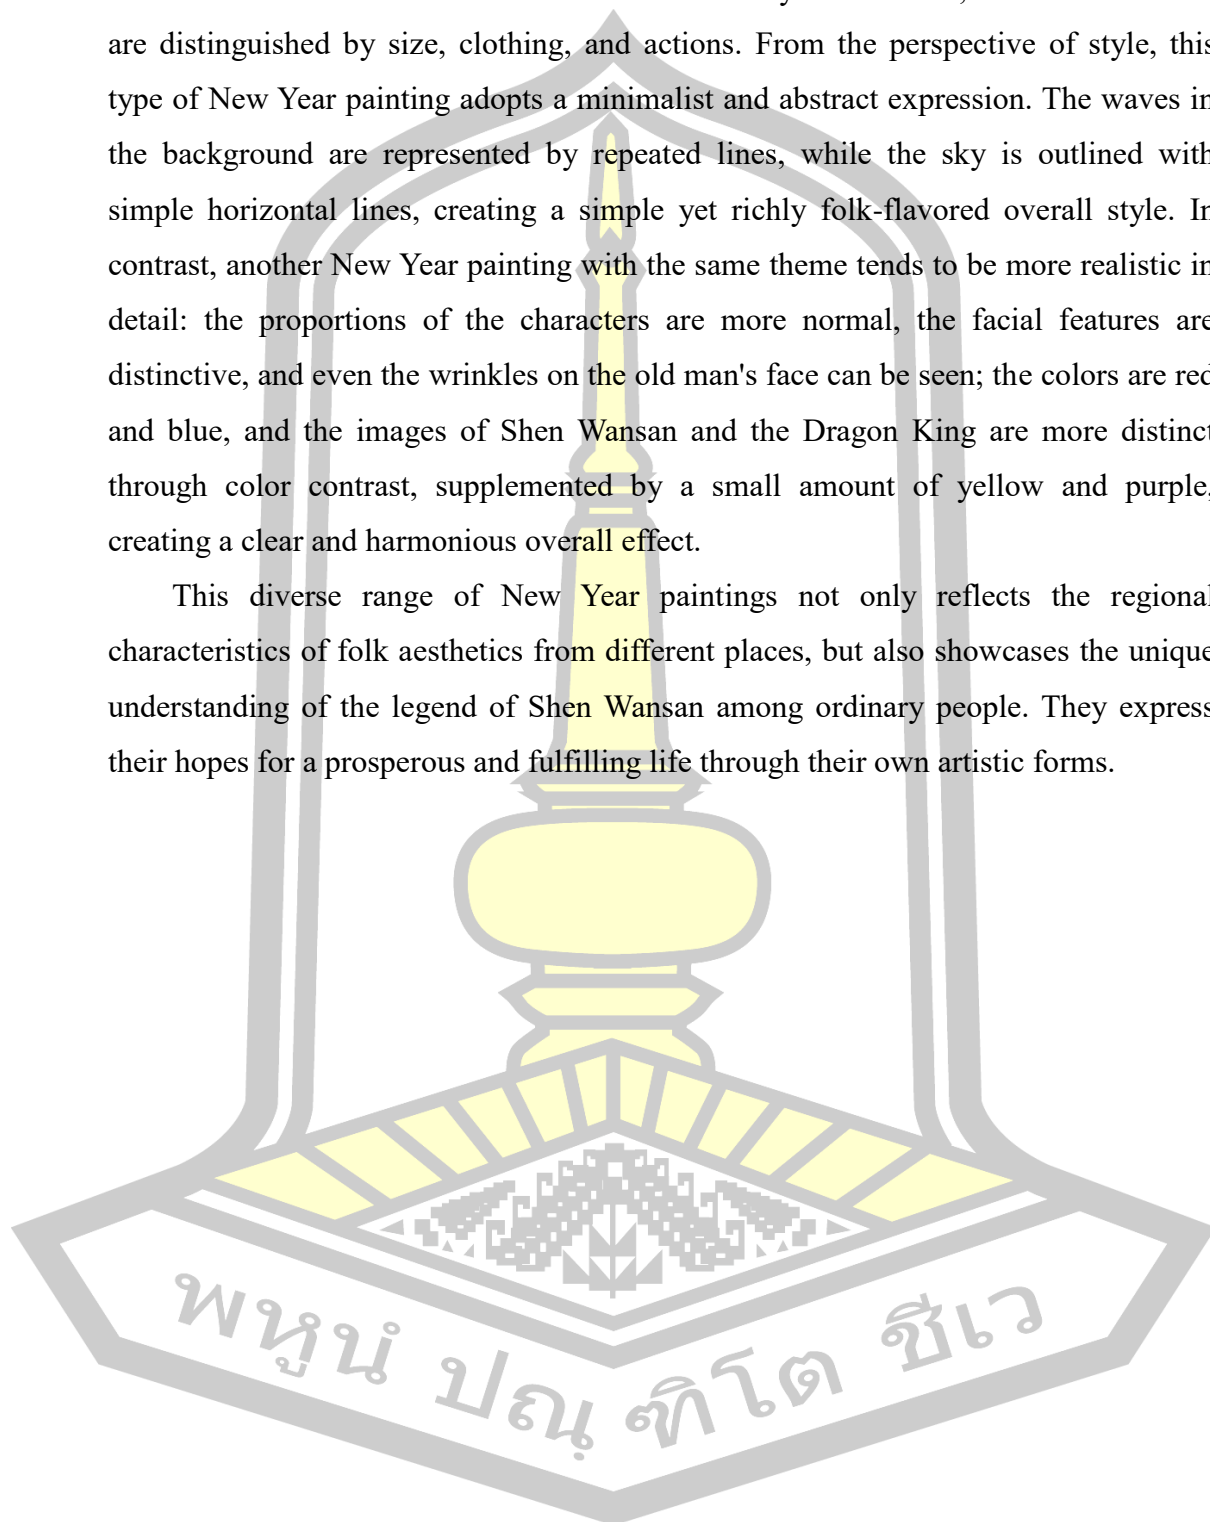 are distinguished by size, clothing, and actions. From the perspective of style, this
type of New Year painting adopts a minimalist and abstract expression. The waves in
the background are represented by repeated lines, while the sky is outlined with
simple horizontal lines, creating a simple yet richly folk-flavored overall style. In
contrast, another New Year painting with the same theme tends to be more realistic in
detail: the proportions of the characters are more normal, the facial features are
distinctive, and even the wrinkles on the old man's face can be seen; the colors are red
and blue, and the images of Shen Wansan and the Dragon King are more distinct
through color contrast, supplemented by a small amount of yellow and purple,
creating a clear and harmonious overall effect.
This diverse range of New Year paintings not only reflects the regional
characteristics of folk aesthetics from different places, but also showcases the unique
understanding of the legend of Shen Wansan among ordinary people. They express
their hopes for a prosperous and fulfilling life through their own artistic forms.
พหูนํ ปณฺ ฑิโต ชีเว